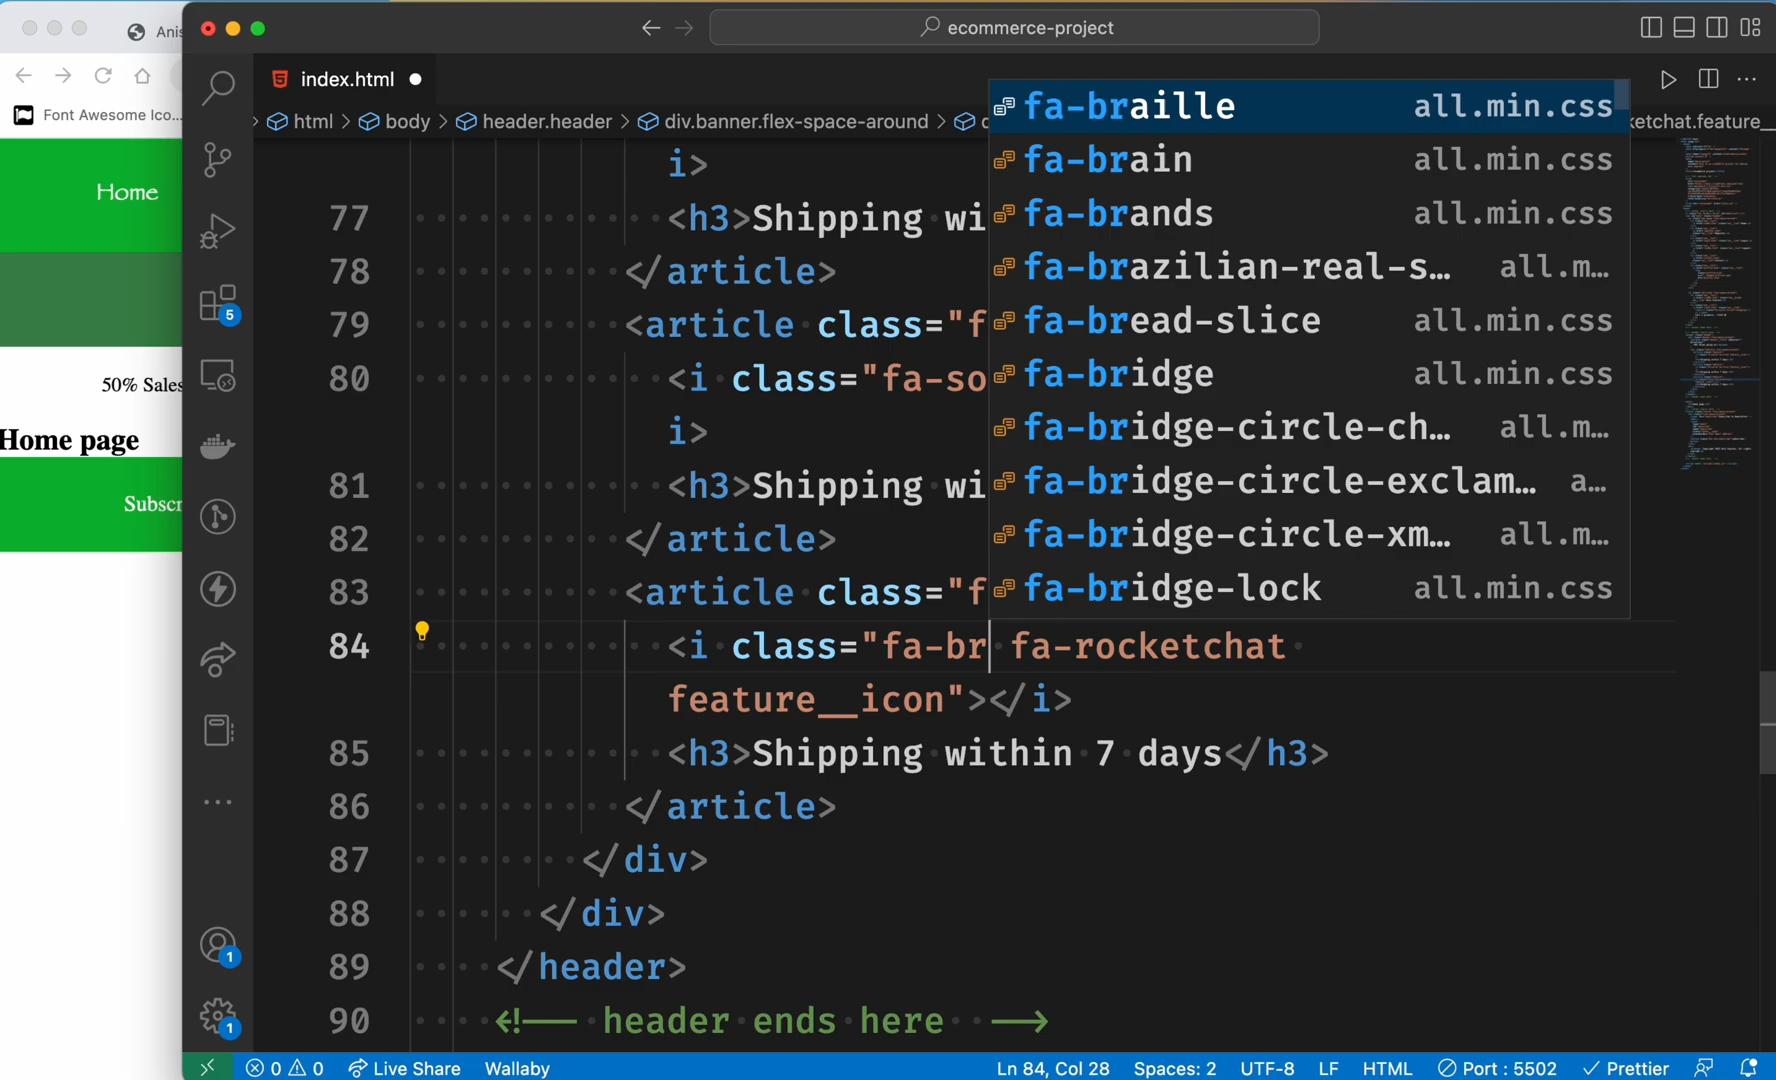 Anis
ecommerce-project
index.html
Font Awesome Ico...
html
body
header.header
div.banner.flex-space-around
Home
50% Sales
Home page
Subscr
i>
77 <h3>Shipping wi
78 </article>
79 <article class="f
80 <i class="fa-so
i>
81 <h3>Shipping wi
82 </article>
83 <article class="f
84 <i class="fa-br fa-rocketchat
feature__icon"></i>
85 <h3>Shipping within 7 days</h3>
86 </article>
87 </div>
88 </div>
89 </header>
90 <!-- header ends here -->
fa-braille all.min.css
fa-brain all.min.css
fa-brands all.min.css
fa-brazilian-real-s... all.m...
fa-bread-slice all.min.css
fa-bridge all.min.css
fa-bridge-circle-ch... all.m...
fa-bridge-circle-exclam... a...
fa-bridge-circle-xm... all.m...
fa-bridge-lock all.min.css
ketchat.feature_
5
1
1
0 0
Live Share
Wallaby
Ln 84, Col 28
Spaces: 2
UTF-8
LF
HTML
Port : 5502
Prettier